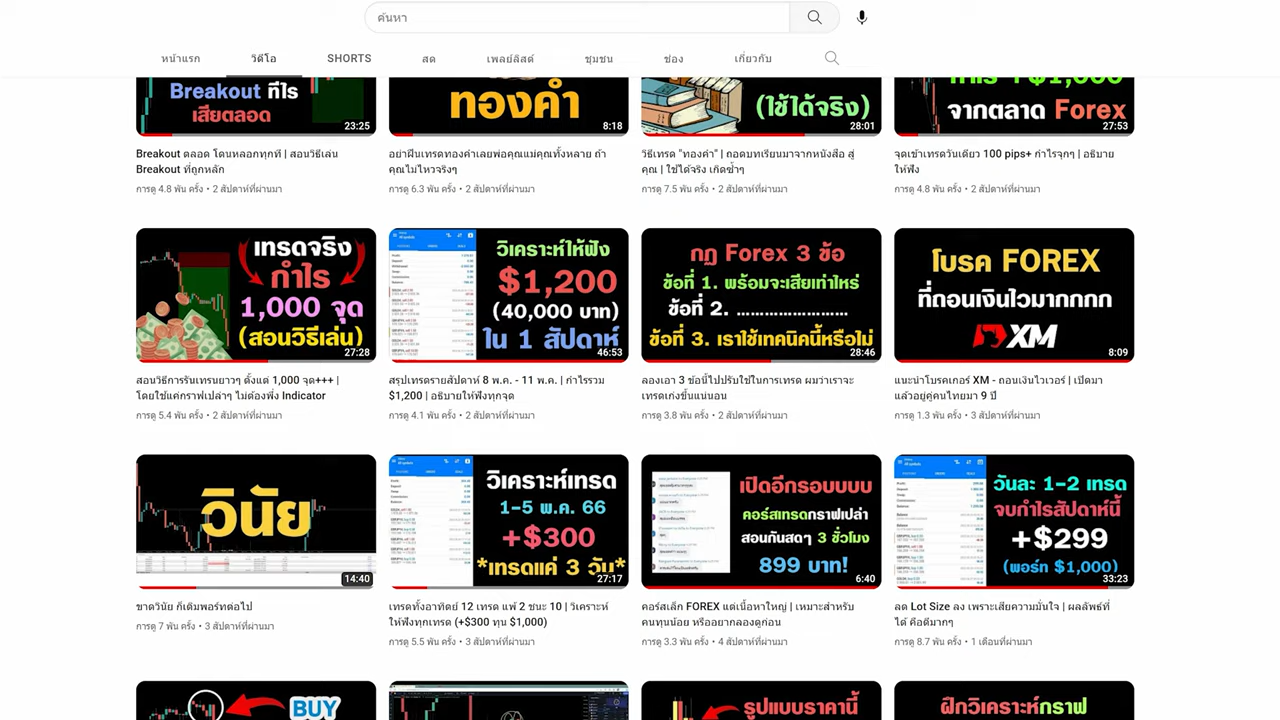 ค้นหา
หน้าแรก วิดีโอ SHORTS สด เพลย์ลิสต์ ชุมชน ช่อง เกี่ยวกับ
Breakout ทีไร
เสียตลอด
23:25
ทองคำ
8:18
(ใช้ได้จริง)
28:01
กำไร +$1,000
จากตลาด Forex
27:53
Breakout ตลอด โดนหลอกทุกที | สอนวิธีเล่น
Breakout ที่ถูกหลัก
การดู 4.8 พัน ครั้ง • 2 สัปดาห์ที่ผ่านมา
อย่าฝืนเทรดทองคำเลยพ่อคุณแม่คุณทั้งหลาย ถ้า
คุณไม่ไหวจริงๆ
การดู 6.3 พัน ครั้ง • 2 สัปดาห์ที่ผ่านมา
วิธีเทรด "ทองคำ" | ถอดบทเรียนมาจากหนังสือ สู่
คุณ | ใช้ได้จริง เกิดซ้ำๆ
การดู 7.5 พัน ครั้ง • 2 สัปดาห์ที่ผ่านมา
จุดเข้าเทรดวันเดียว 100 pips+ กำไรจุกๆ | อธิบาย
ให้ฟัง
การดู 4.8 พัน ครั้ง • 2 สัปดาห์ที่ผ่านมา
เทรดจริง
กำไร
1,000 จุด
(สอนวิธีเล่น)
27:28
วิเคราะห์ให้ฟัง
$1,200
(40,000 บาท)
ใน 1 สัปดาห์
46:53
กฏ Forex 3 ข้อ
ข้อที่ 1. พร้อมจะเสียเท่าไหร่
ข้อที่ 2. ........................
ข้อที่ 3. เราใช้เทคนิคนี้หรือไม่
28:46
โบรค FOREX
ที่ถอนเงินไวมากกกก
XM
8:09
สอนวิธีการรันเทรนยาวๆ ตั้งแต่ 1,000 จุด+++ |
โดยใช้แค่กราฟเปล่าๆ ไม่ต้องพึ่ง Indicator
การดู 5.4 พัน ครั้ง • 2 สัปดาห์ที่ผ่านมา
สรุปเทรดรายสัปดาห์ 8 พ.ค. - 11 พ.ค. | กำไรรวม
$1,200 | อธิบายให้ฟังทุกจุด
การดู 4.1 พัน ครั้ง • 2 สัปดาห์ที่ผ่านมา
ลองเอา 3 ข้อนี้ไปปรับใช้ในการเทรด ผมว่าเราจะ
เทรดเก่งขึ้นแน่นอน
การดู 3.8 พัน ครั้ง • 2 สัปดาห์ที่ผ่านมา
แนะนำโบรคเกอร์ XM - ถอนเงินไวเวอร์ | เปิดมา
แล้วอยู่คู่คนไทยมา 9 ปี
การดู 1.3 พัน ครั้ง • 3 สัปดาห์ที่ผ่านมา
วินัย
14:40
วิเคราะห์เทรด
1-5 พ.ค. 66
+$300
*เทรดแค่ 3 วัน*
27:17
เปิดอีกรอบบบบ
คอร์สเทรดกราฟเปล่า
สอนกันสดๆ 3 ชั่วโมง
899 บาท!
6:40
วันละ 1-2 เทรด
จบกำไรสัปดาห์นี้
+$299
(พอร์ท $1,000)
33:23
ขาดวินัย ก็เติมพอร์ทต่อไป
การดู 7 พัน ครั้ง • 3 สัปดาห์ที่ผ่านมา
เทรดทั้งอาทิตย์ 12 เทรด แพ้ 2 ชนะ 10 | วิเคราะห์
ให้ฟังทุกเทรด (+$300 ทุน $1,000)
การดู 5.5 พัน ครั้ง • 3 สัปดาห์ที่ผ่านมา
คอร์สเล็ก FOREX แต่เนื้อหาใหญ่ | เหมาะสำหรับ
คนทุนน้อย หรืออยากลองดูก่อน
การดู 3.3 พัน ครั้ง • 4 สัปดาห์ที่ผ่านมา
ลด Lot Size ลง เพราะเสียความมั่นใจ | ผลลัพธ์ที่
ได้ คือดีมากๆ
การดู 8.7 พัน ครั้ง • 1 เดือนที่ผ่านมา
BUY
รูปแบบราคานี้
ฝึกวิเคราะห์กราฟ